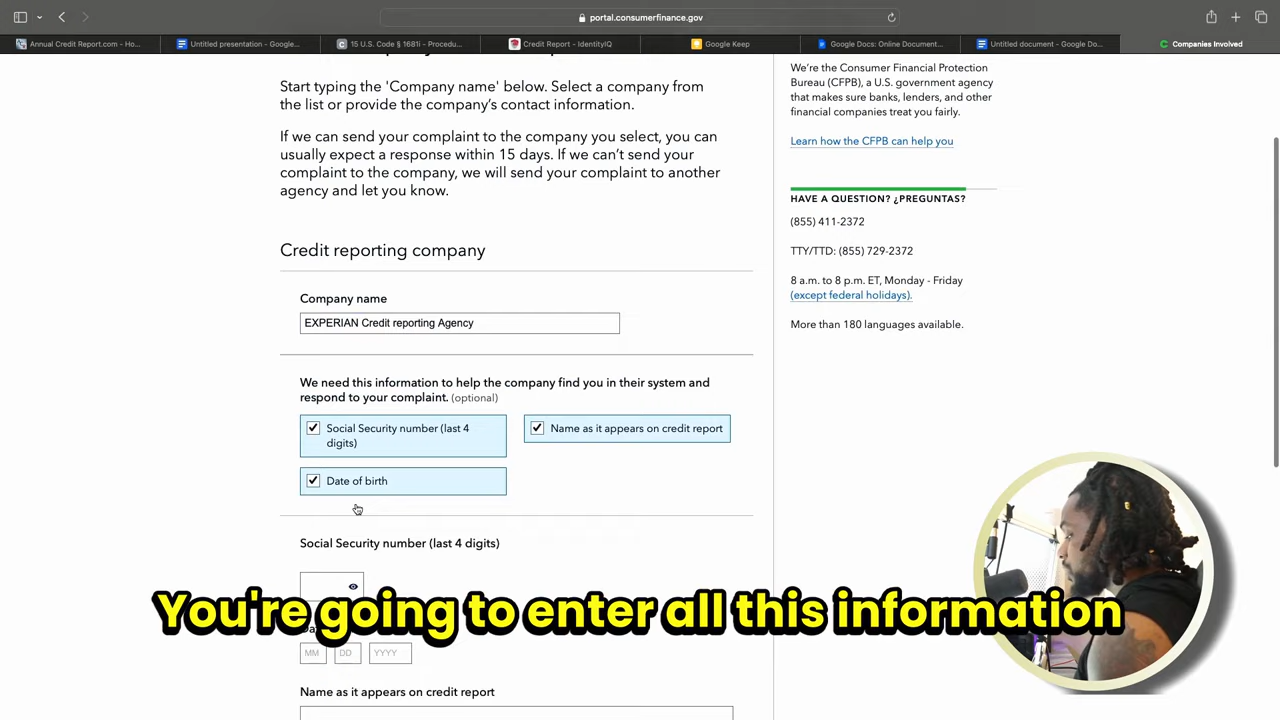 portal.consumerfinance.gov
Annual Credit Report.com - Ho...
Untitled presentation - Google...
15 U.S. Code § 1681i - Procedu...
Credit Report - IdentityIQ
Google Keep
Google Docs: Online Document...
Untitled document - Google Do...
Companies Involved
Start typing the 'Company name' below. Select a company from
the list or provide the company's contact information.
If we can send your complaint to the company you select, you can
usually expect a response within 15 days. If we can't send your
complaint to the company, we will send your complaint to another
agency and let you know.
Credit reporting company
Company name
EXPERIAN Credit reporting Agency
We need this information to help the company find you in their system and
respond to your complaint. (optional)
Social Security number (last 4
digits)
Name as it appears on credit report
Date of birth
Social Security number (last 4 digits)
You're going to enter all this information
MM
DD
YYYY
Name as it appears on credit report
We're the Consumer Financial Protection
Bureau (CFPB), a U.S. government agency
that makes sure banks, lenders, and other
financial companies treat you fairly.
Learn how the CFPB can help you
HAVE A QUESTION? ¿PREGUNTAS?
(855) 411-2372
TTY/TTD: (855) 729-2372
8 a.m. to 8 p.m. ET, Monday - Friday
(except federal holidays).
More than 180 languages available.